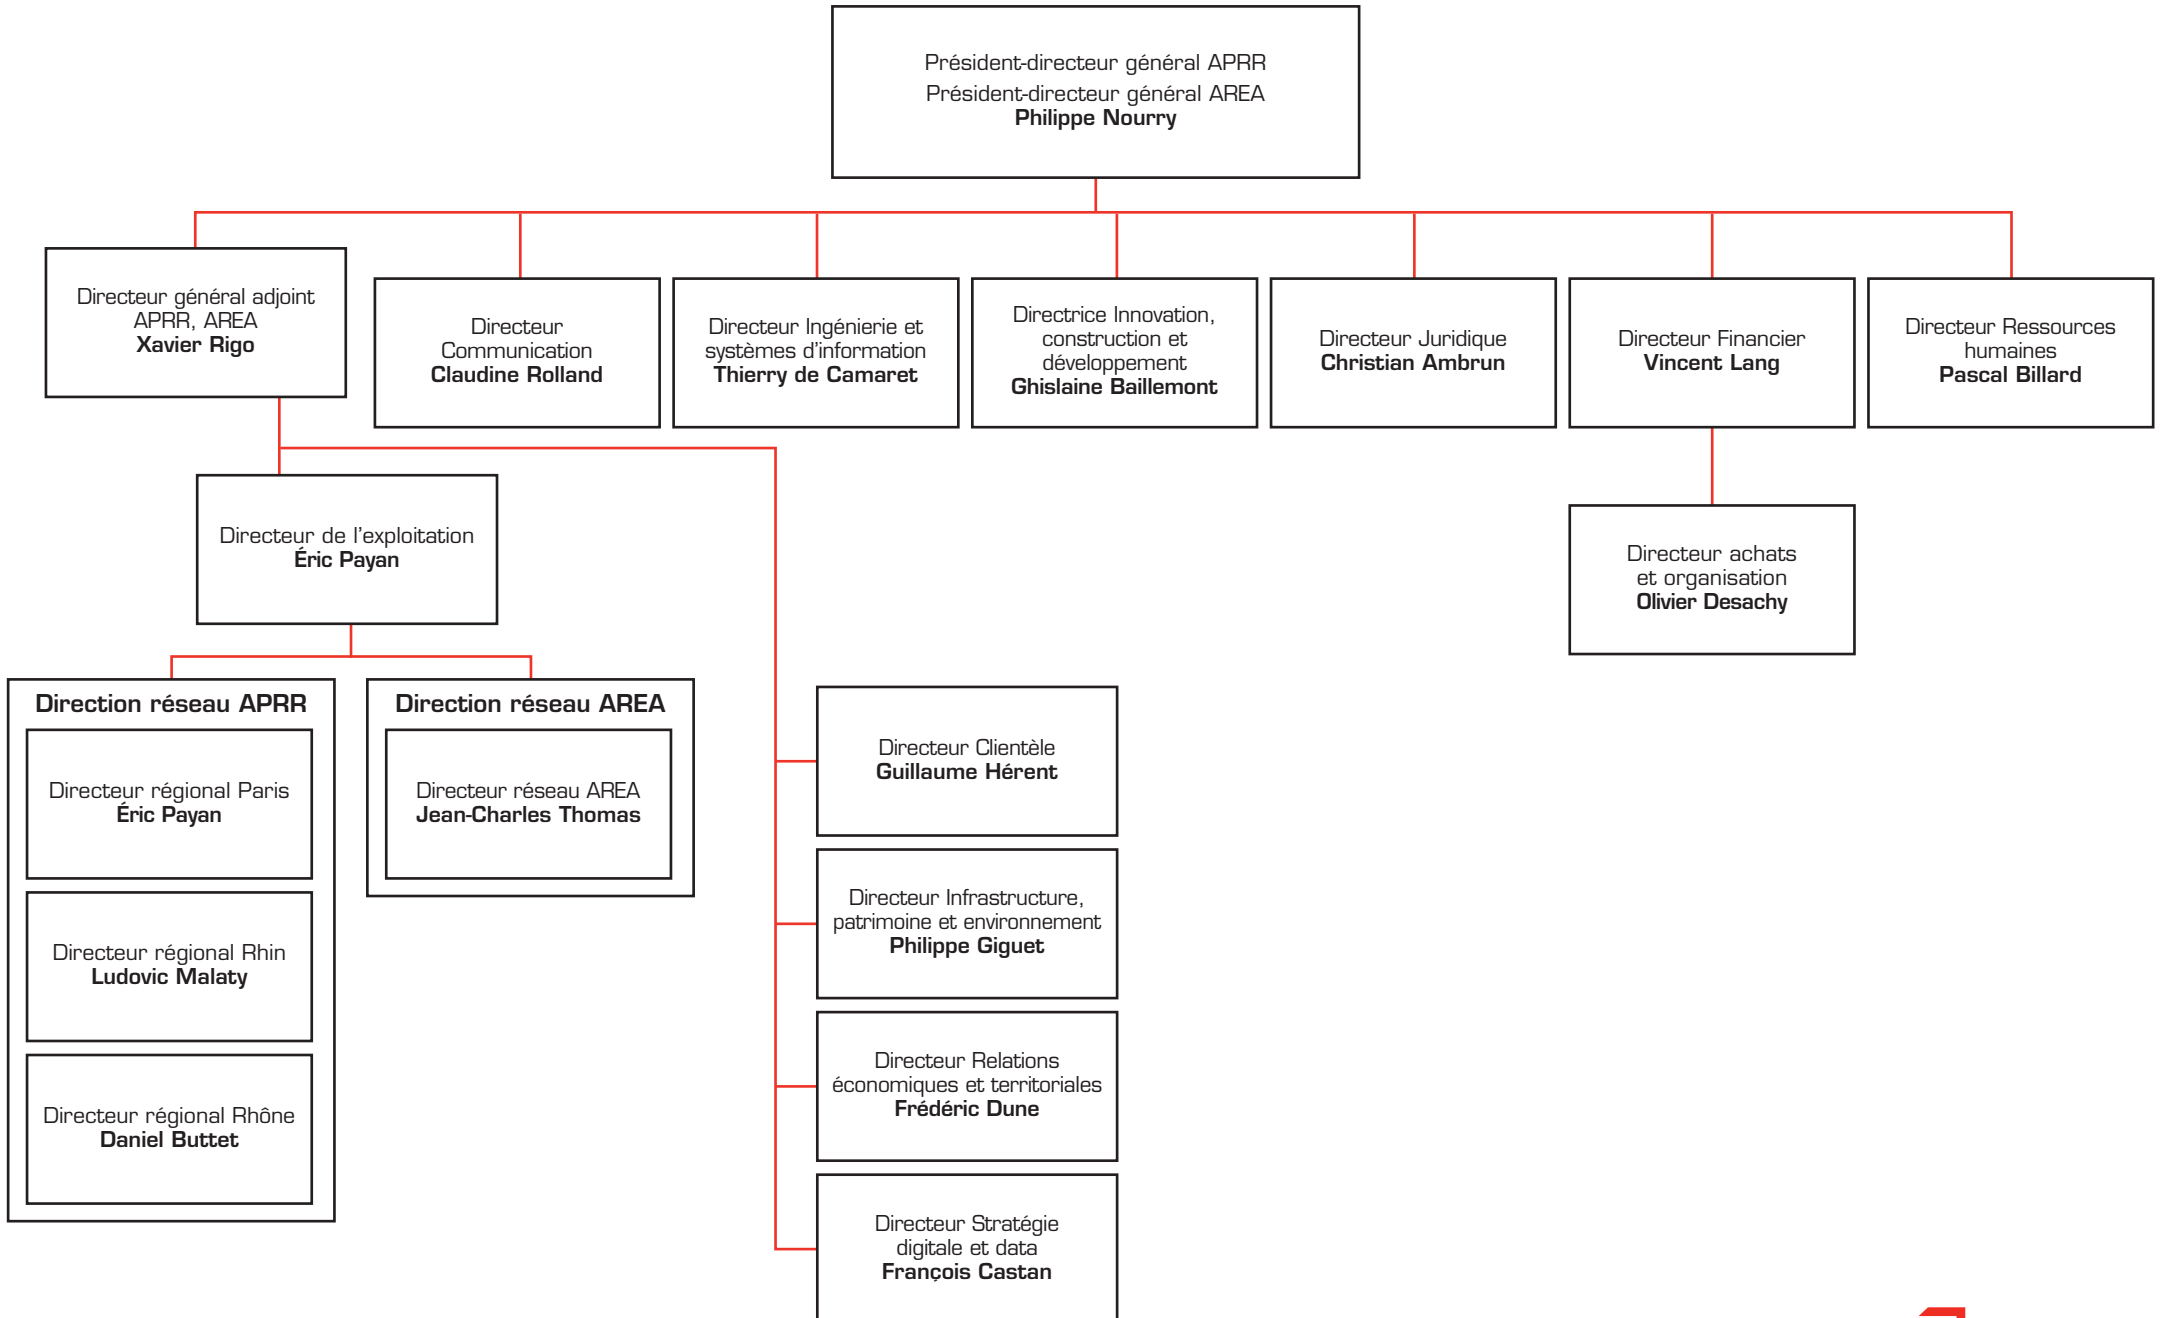 Président-directeur général APRR
Président-directeur général AREA
Philippe Nourry
Directeur général adjoint
APRR, AREA
Xavier Rigo
Directeur
Communication
Claudine Rolland
Directeur Ingénierie et
systèmes d'information
Thierry de Camaret
Directrice Innovation,
construction et
développement
Ghislaine Baillemont
Directeur Juridique
Christian Ambrun
Directeur Financier
Vincent Lang
Directeur Ressources
humaines
Pascal Billard
Directeur de l'exploitation
Éric Payan
Directeur achats
et organisation
Olivier Desachy
Direction réseau APRR
Directeur régional Paris
Éric Payan
Directeur régional Rhin
Ludovic Malaty
Directeur régional Rhône
Daniel Buttet
Direction réseau AREA
Directeur réseau AREA
Jean-Charles Thomas
Directeur Clientèle
Guillaume Hérent
Directeur Infrastructure,
patrimoine et environnement
Philippe Giguet
Directeur Relations
économiques et territoriales
Frédéric Dune
Directeur Stratégie
digitale et data
François Castan